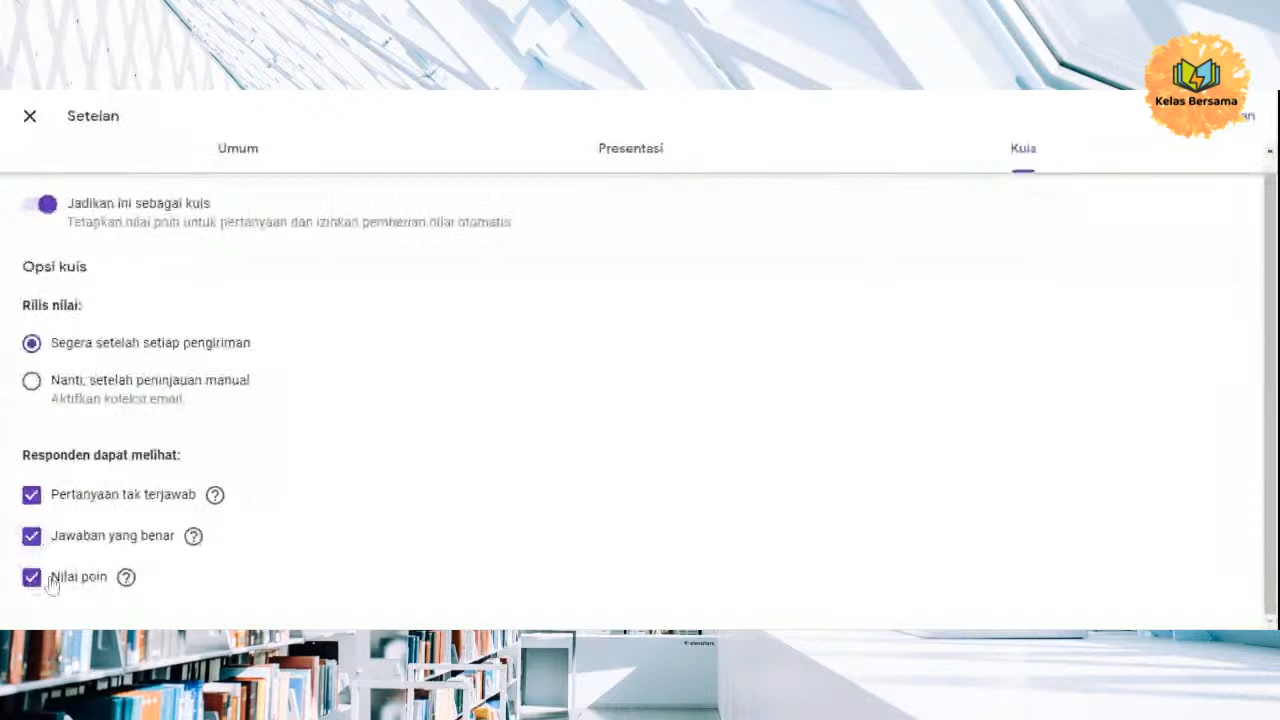 Kelas Bersama
Setelan
an
Umum
Presentasi
Kuis
Jadikan ini sebagai kuis
Tetapkan nilai poin untuk pertanyaan dan izinkan pemberian nilai otomatis
Opsi kuis
Rilis nilai:
Segera setelah setiap pengiriman
Nanti, setelah peninjauan manual
Aktifkan koleksi email.
Responden dapat melihat:
Pertanyaan tak terjawab
Jawaban yang benar
Nilai poin
elevators